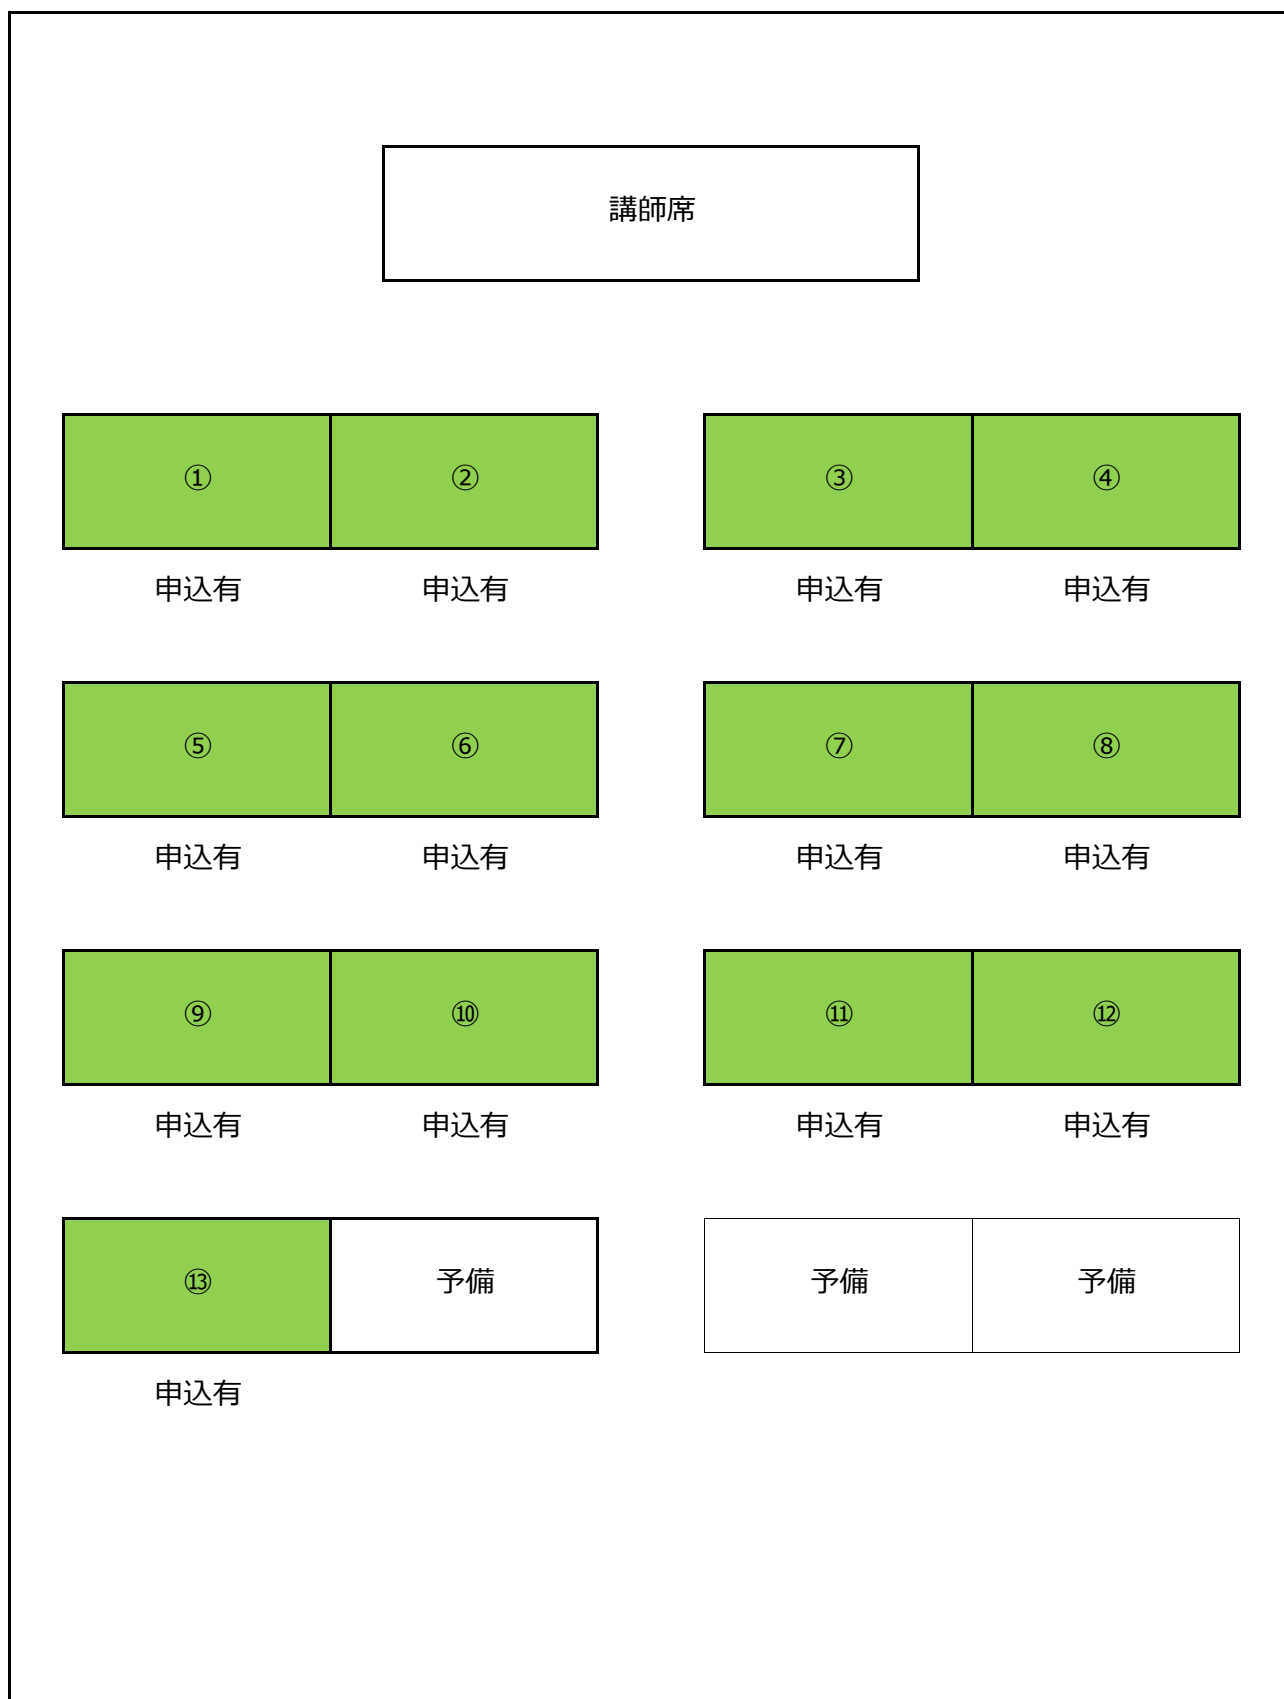 講師席
① ② ③ ④
申込有 申込有 申込有 申込有
⑤ ⑥ ⑦ ⑧
申込有 申込有 申込有 申込有
⑨ ⑩ ⑪ ⑫
申込有 申込有 申込有 申込有
⑬ 予備 予備 予備
申込有